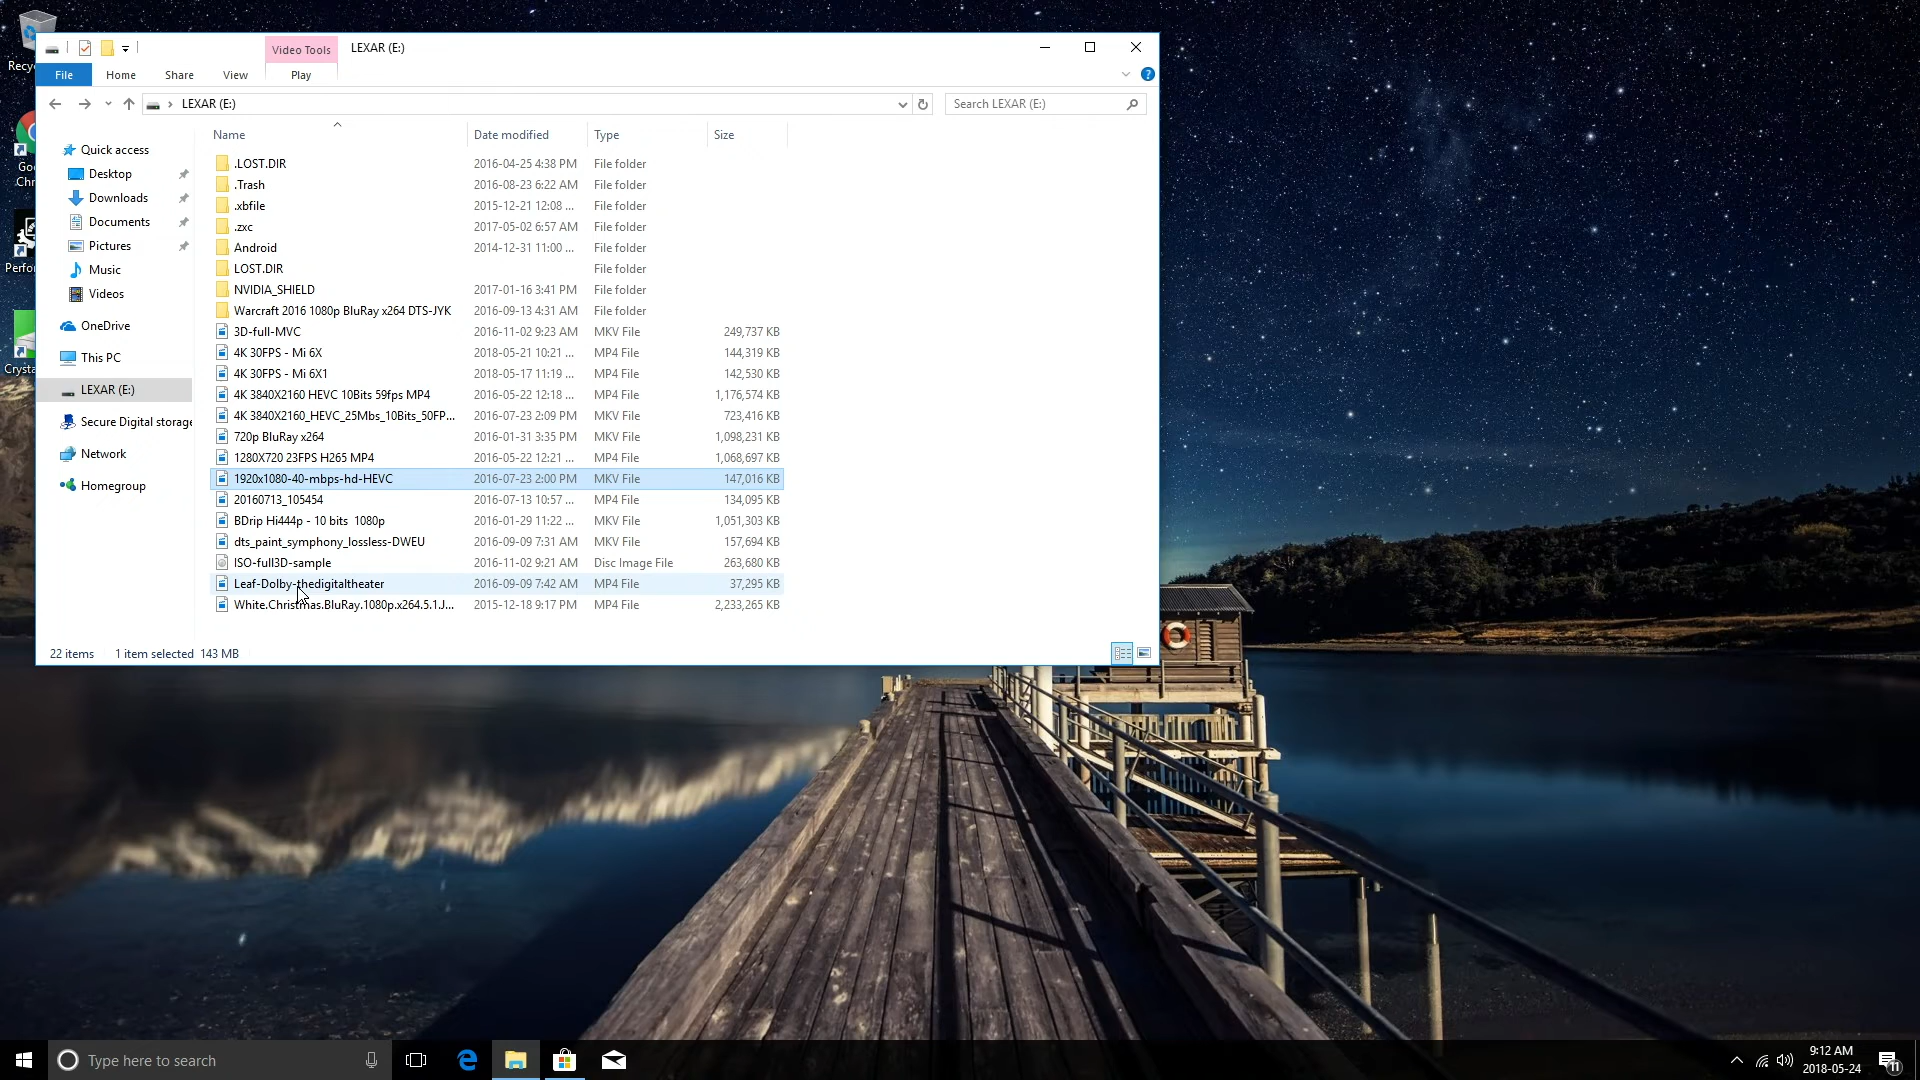 Video Tools LEXAR (E:)
File Home Share View Play
LEXAR (E:) Search LEXAR (E:)
Name Date modified Type Size
Quick access
Desktop
Downloads
Documents
Pictures
Music
Videos
OneDrive
This PC
LEXAR (E:)
Secure Digital storage
Network
Homegroup
.LOST.DIR 2016-04-25 4:38 PM File folder
.Trash 2016-08-23 6:22 AM File folder
.xbfile 2015-12-21 12:08 ... File folder
.zxc 2017-05-02 6:57 AM File folder
Android 2014-12-31 11:00 ... File folder
LOST.DIR File folder
NVIDIA_SHIELD 2017-01-16 3:41 PM File folder
Warcraft 2016 1080p BluRay x264 DTS-JYK 2016-09-13 4:31 AM File folder
3D-full-MVC 2016-11-02 9:23 AM MKV File 249,737 KB
4K 30FPS - Mi 6X 2018-05-21 10:21 ... MP4 File 144,319 KB
4K 30FPS - Mi 6X1 2018-05-17 11:19 ... MP4 File 142,530 KB
4K 3840X2160 HEVC 10Bits 59fps MP4 2016-05-22 12:18 ... MP4 File 1,176,574 KB
4K 3840X2160_HEVC_25Mbs_10Bits_50FP... 2016-07-23 2:09 PM MKV File 723,416 KB
720p BluRay x264 2016-01-31 3:35 PM MKV File 1,098,231 KB
1280X720 23FPS H265 MP4 2016-05-22 12:21 ... MP4 File 1,068,697 KB
1920x1080-40-mbps-hd-HEVC 2016-07-23 2:00 PM MKV File 147,016 KB
20160713_105454 2016-07-13 10:57 ... MP4 File 134,095 KB
BDrip Hi444p - 10 bits 1080p 2016-01-29 11:22 ... MKV File 1,051,303 KB
dts_paint_symphony_lossless-DWEU 2016-09-09 7:31 AM MKV File 157,694 KB
ISO-full3D-sample 2016-11-02 9:21 AM Disc Image File 263,680 KB
Leaf-Dolby-thedigitaltheater 2016-09-09 7:42 AM MP4 File 37,295 KB
White.Christmas.BluRay.1080p.x264.5.1.J... 2015-12-18 9:17 PM MP4 File 2,233,265 KB
22 items 1 item selected 143 MB
Recy
Goo
Chr
Perfo
Crysta
Type here to search
9:12 AM
2018-05-24
11